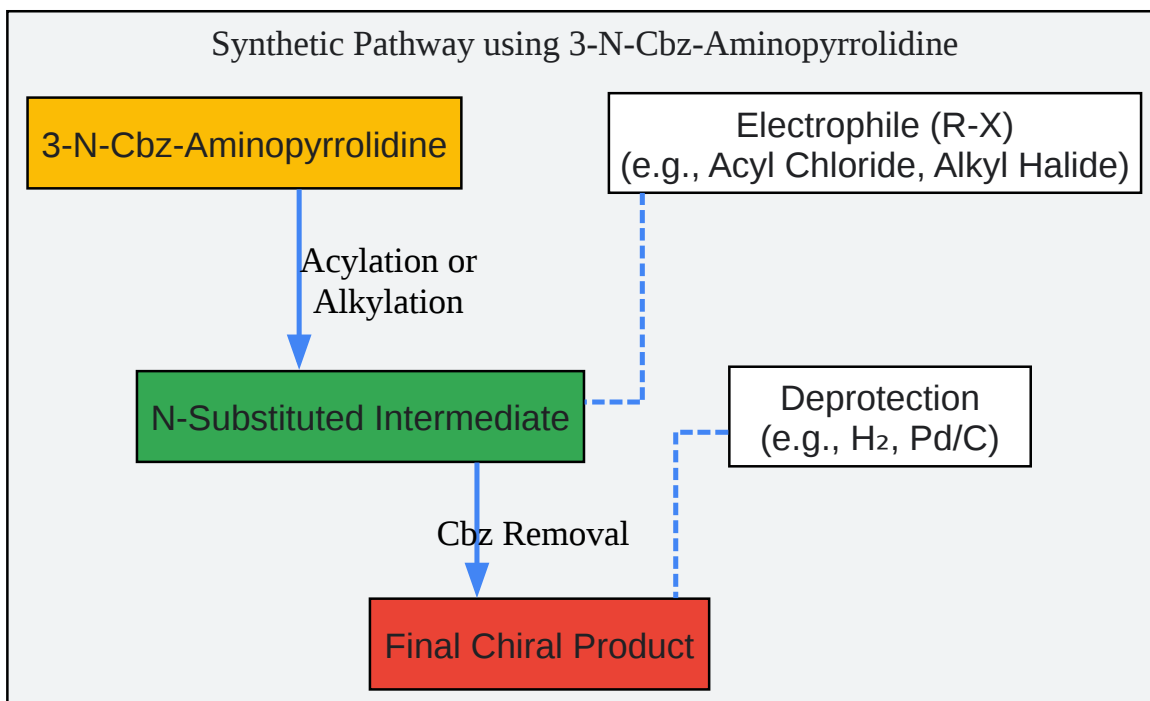 Synthetic Pathway using 3-N-Cbz-Aminopyrrolidine
3-N-Cbz-Aminopyrrolidine
Electrophile (R-X)
(e.g., Acyl Chloride, Alkyl Halide)
Acylation or
Alkylation
N-Substituted Intermediate
Deprotection
(e.g., H₂, Pd/C)
Cbz Removal
Final Chiral Product